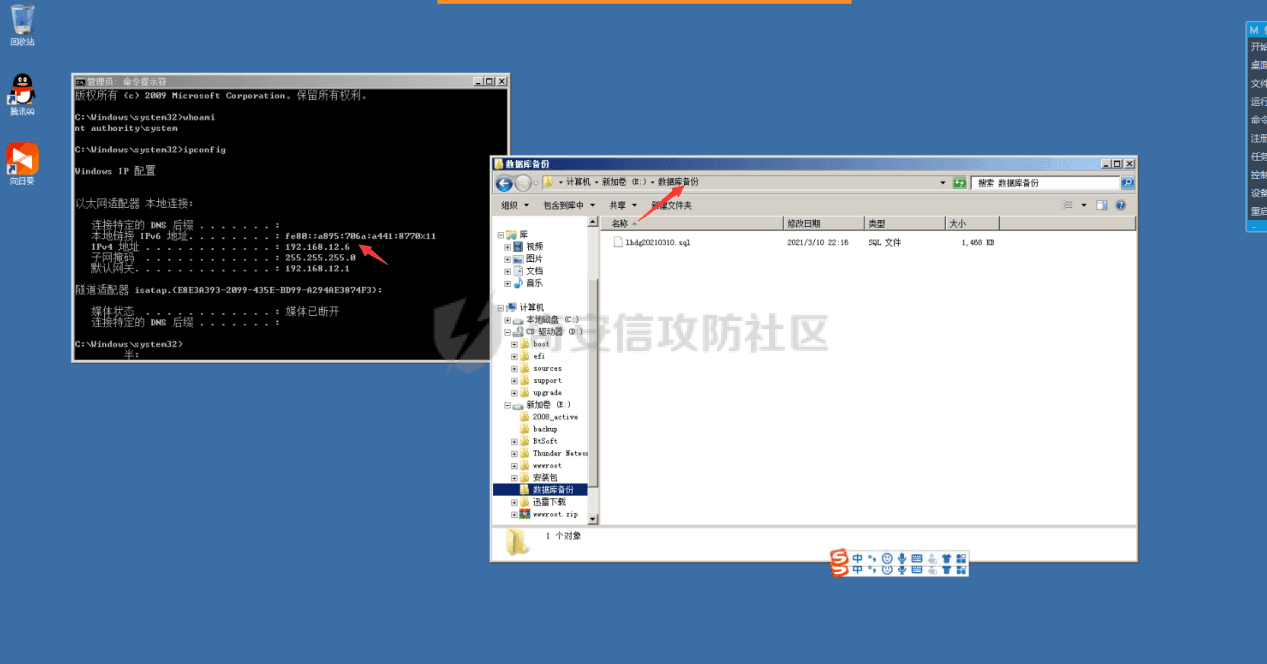 回收站
腾讯QQ
向日葵
管理员: 命令提示符
版权所有 (c) 2009 Microsoft Corporation。保留所有权利。
C:\Windows\system32>whoami
nt authority\system
C:\Windows\system32>ipconfig
Windows IP 配置
以太网适配器 本地连接:
连接特定的 DNS 后缀 . . . . . . . :
本地链接 IPv6 地址. . . . . . . . : fe80::a895:706a:a441:8770%11
IPv4 地址 . . . . . . . . . . . . : 192.168.12.6
子网掩码 . . . . . . . . . . . . : 255.255.255.0
默认网关. . . . . . . . . . . . . : 192.168.12.1
隧道适配器 isatap.{E8E3A393-2099-435E-BD99-A294AE3874F3}:
媒体状态 . . . . . . . . . . . . : 媒体已断开
连接特定的 DNS 后缀 . . . . . . . :
C:\Windows\system32>
半:
数据库备份
计算机 新加卷 (E:) 数据库备份
搜索 数据库备份
组织 包含到库中 共享 新建文件夹
名称 修改日期 类型 大小
lhdg20210310.sql 2021/3/10 22:16 SQL 文件 1,468 KB
库
视频
图片
文档
音乐
计算机
本地磁盘 (C:)
CD 驱动器 (D:)
boot
efi
sources
support
upgrade
新加卷 (E:)
2008_active
backup
BtSoft
Thunder Netwo
wwwroot
安装包
数据库备份
迅雷下载
wwwroot.zip
1 个对象
奇安信攻防社区
中
中
M
开始
桌面
文件
运行
命令
注册
任务
控制
设备
重启